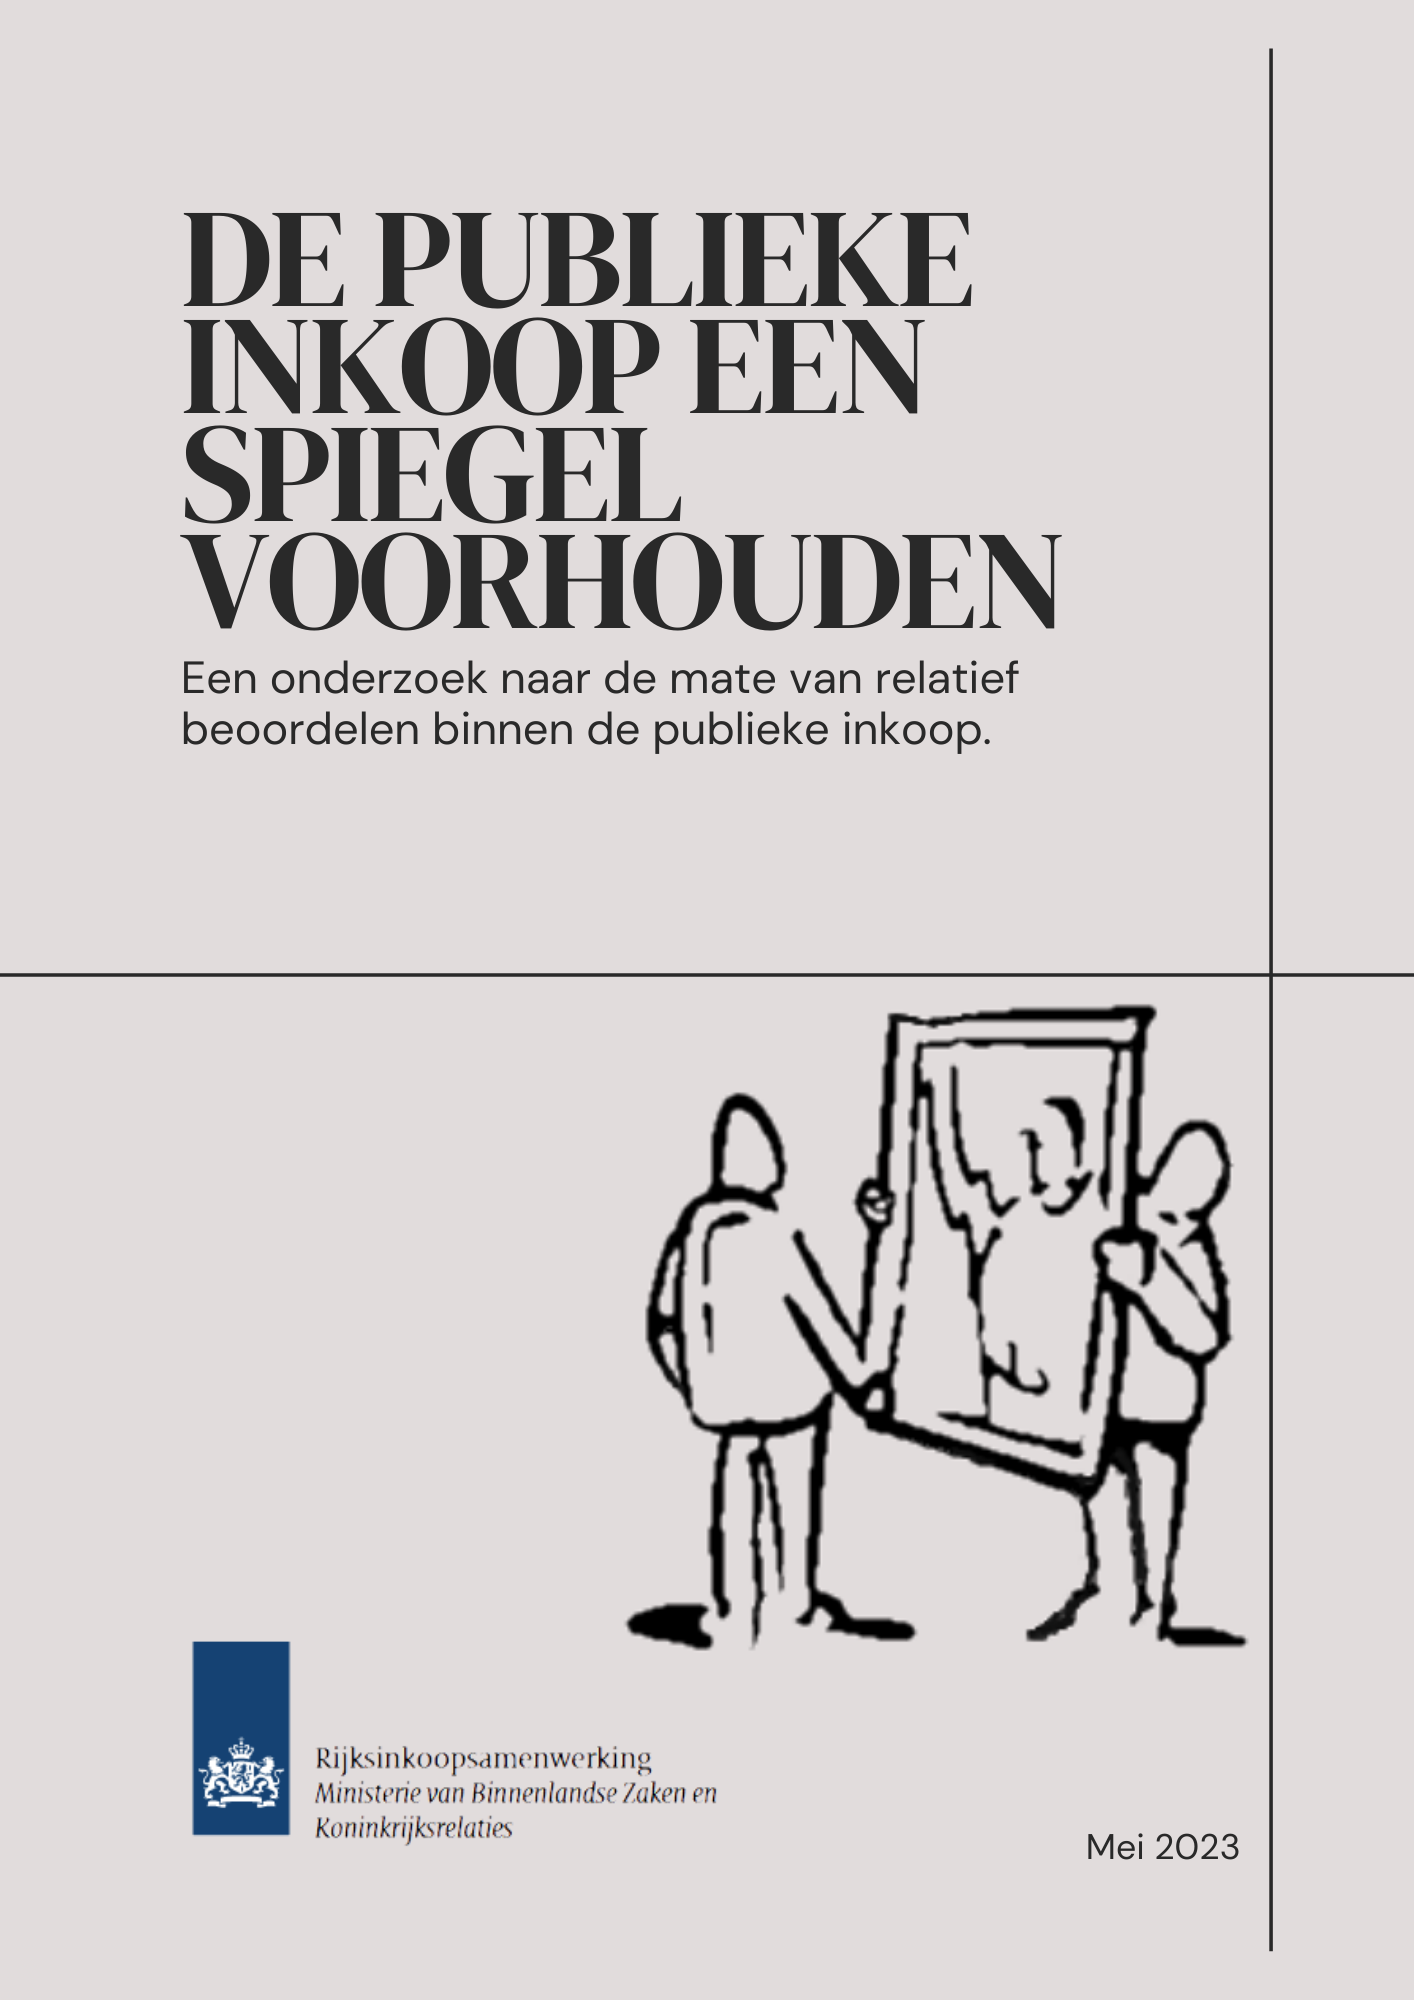 DE PUBLIEKE
INKOOP EEN
SPIEGEL
VOORHOUDEN
Een onderzoek naar de mate van relatief
beoordelen binnen de publieke inkoop.
Rijksinkoopsamenwerking
Ministerie van Binnenlandse Zaken en
Koninkrijksrelaties
Mei 2023